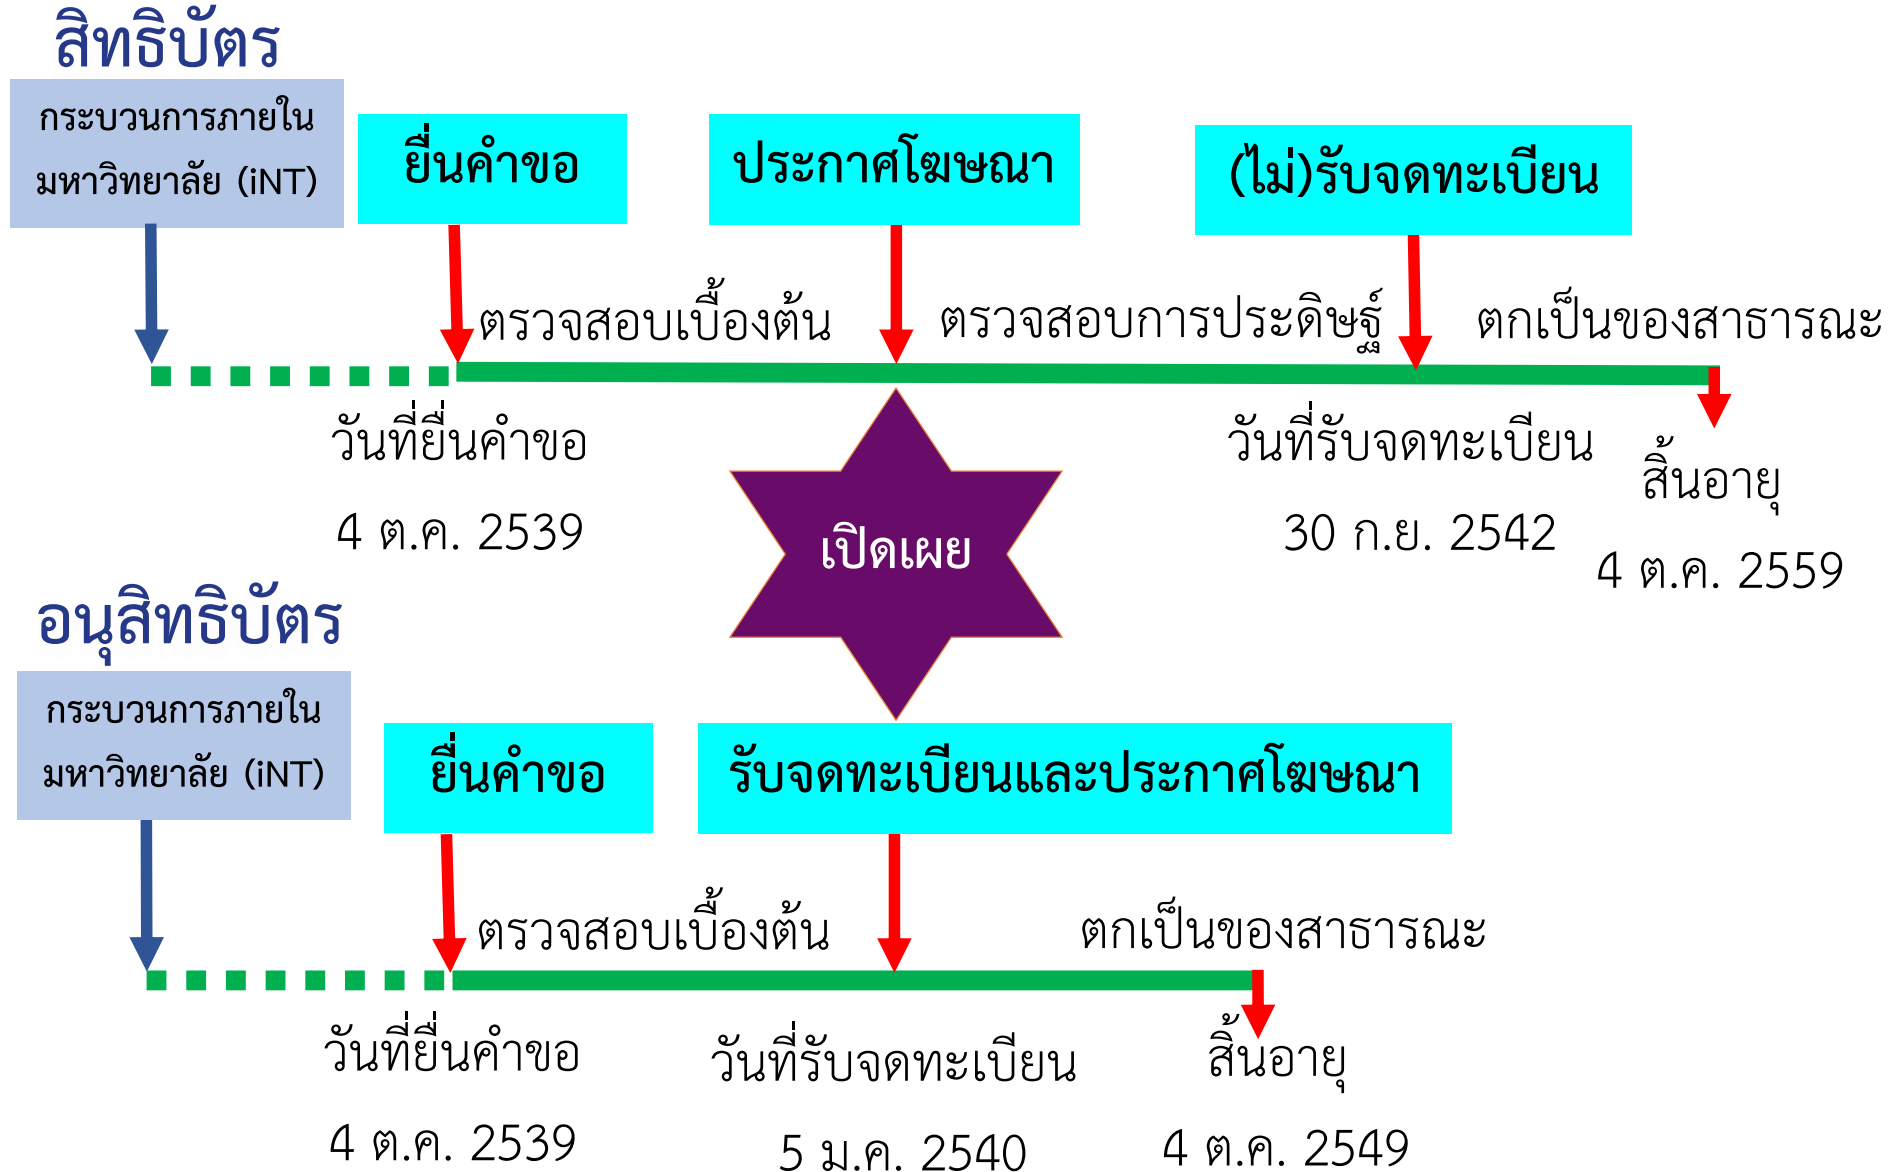 สิทธิบัตร
กระบวนการภายใน
มหาวิทยาลัย (iNT)
ยื่นคำขอ
ประกาศโฆษณา
(ไม่)รับจดทะเบียน
ตรวจสอบเบื้องต้น
ตรวจสอบการประดิษฐ์
ตกเป็นของสาธารณะ
วันที่ยื่นคำขอ
4 ต.ค. 2539
เปิดเผย
วันที่รับจดทะเบียน
30 ก.ย. 2542
สิ้นอายุ
4 ต.ค. 2559
อนุสิทธิบัตร
กระบวนการภายใน
มหาวิทยาลัย (iNT)
ยื่นคำขอ
รับจดทะเบียนและประกาศโฆษณา
ตรวจสอบเบื้องต้น
ตกเป็นของสาธารณะ
วันที่ยื่นคำขอ
4 ต.ค. 2539
วันที่รับจดทะเบียน
5 ม.ค. 2540
สิ้นอายุ
4 ต.ค. 2549